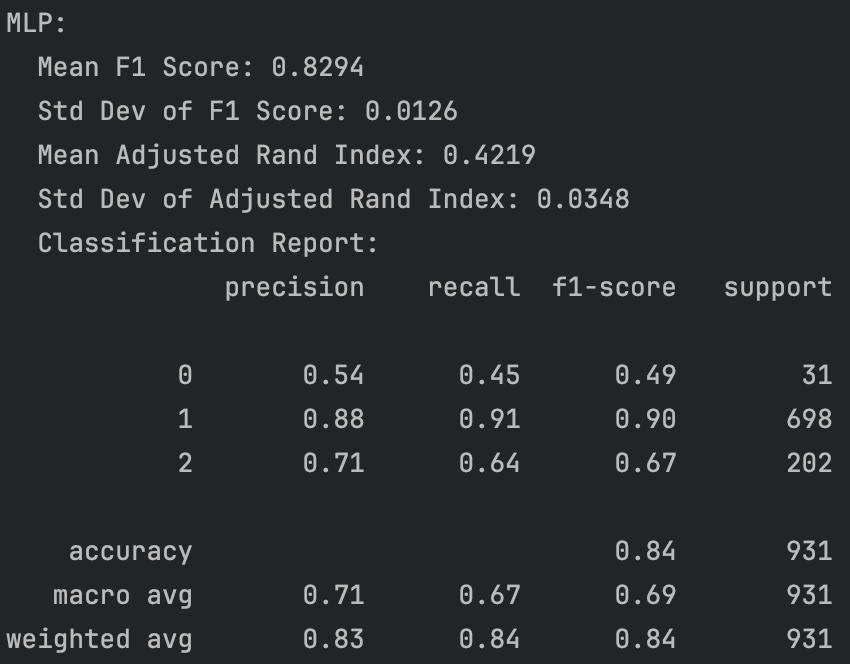 MLP:
Mean F1 Score: 0.8294
Std Dev of F1 Score: 0.0126
Mean Adjusted Rand Index: 0.4219
Std Dev of Adjusted Rand Index: 0.0348
Classification Report:
precision recall f1-score support
0 0.54 0.45 0.49 31
1 0.88 0.91 0.90 698
2 0.71 0.64 0.67 202
accuracy 0.84 931
macro avg 0.71 0.67 0.69 931
weighted avg 0.83 0.84 0.84 931